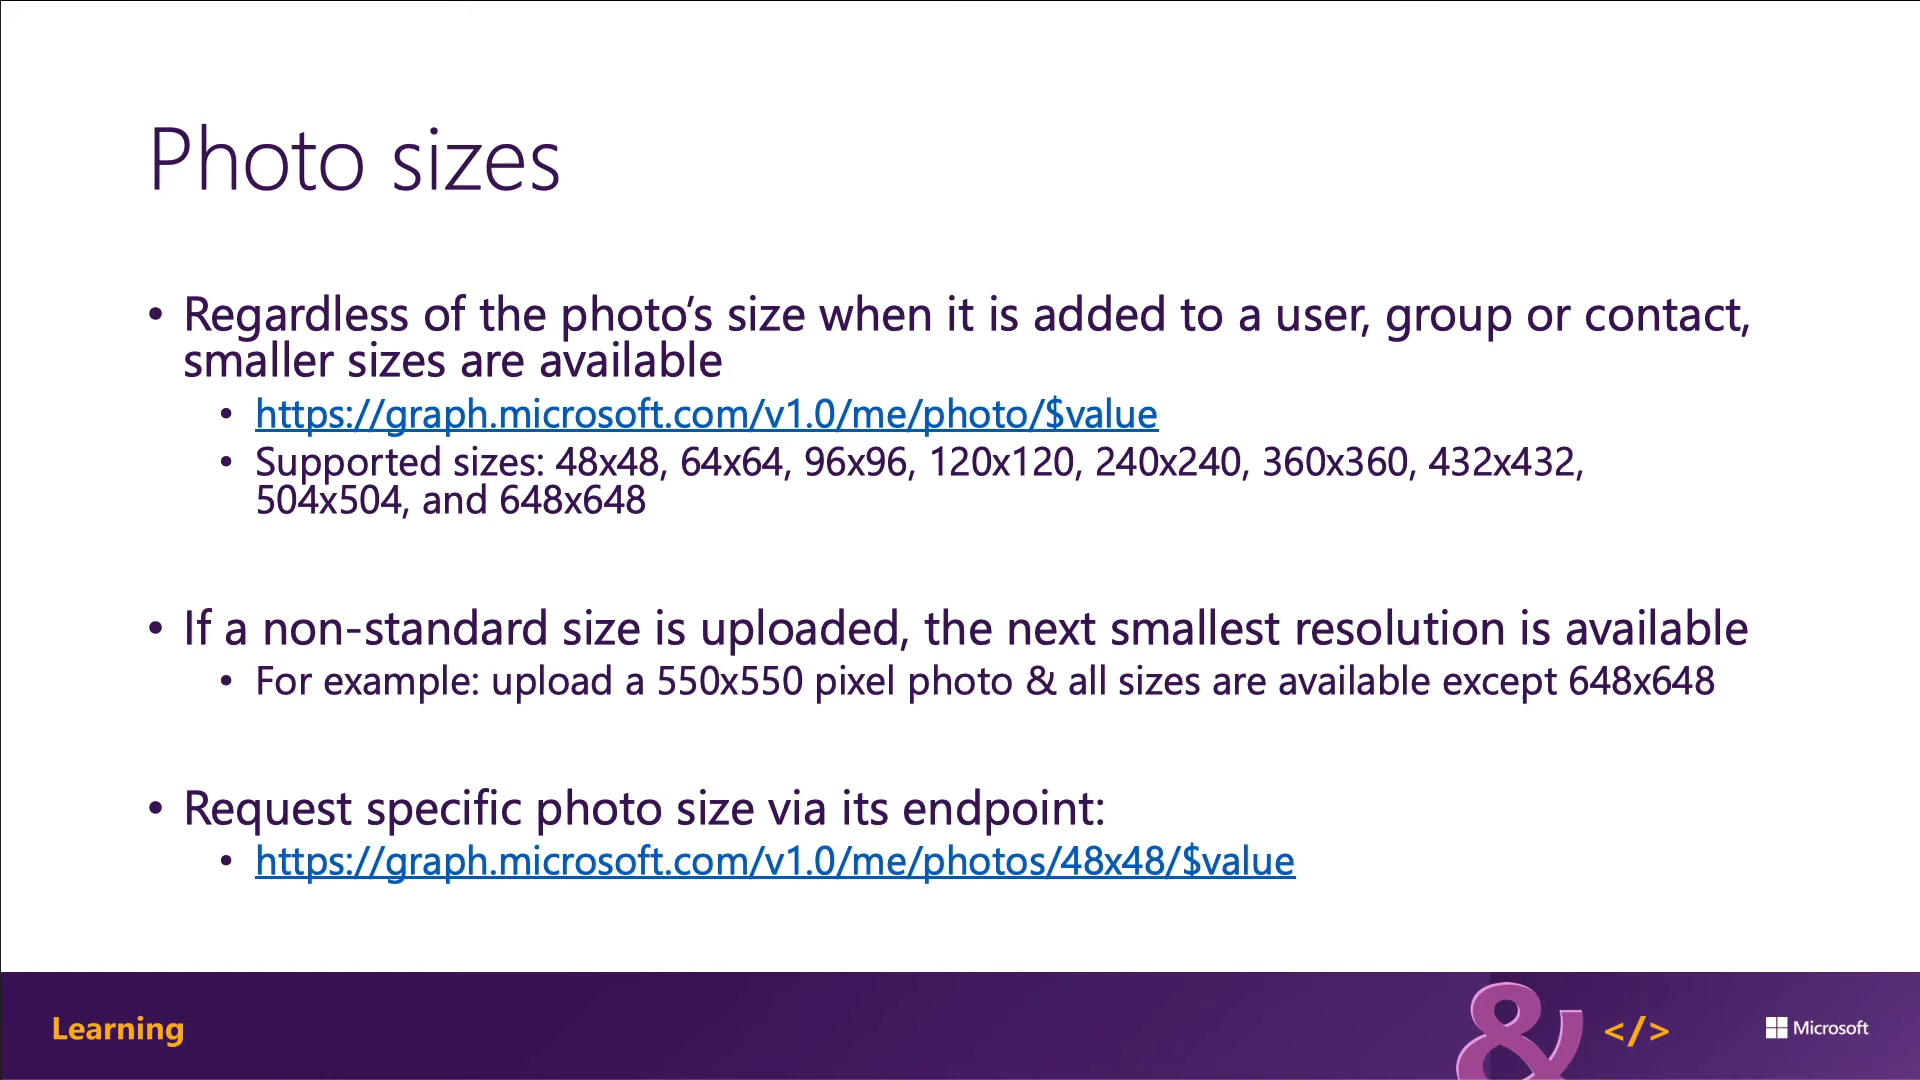 Photo sizes
• Regardless of the photo’s size when it is added to a user, group or contact,
smaller sizes are available
• https://graph.microsoft.com/v1.0/me/photo/$value
• Supported sizes: 48x48, 64x64, 96x96, 120x120, 240x240, 360x360, 432x432,
504x504, and 648x648
• If a non-standard size is uploaded, the next smallest resolution is available
• For example: upload a 550x550 pixel photo & all sizes are available except 648x648
• Request specific photo size via its endpoint:
• https://graph.microsoft.com/v1.0/me/photos/48x48/$value
Learning
& </>
Microsoft